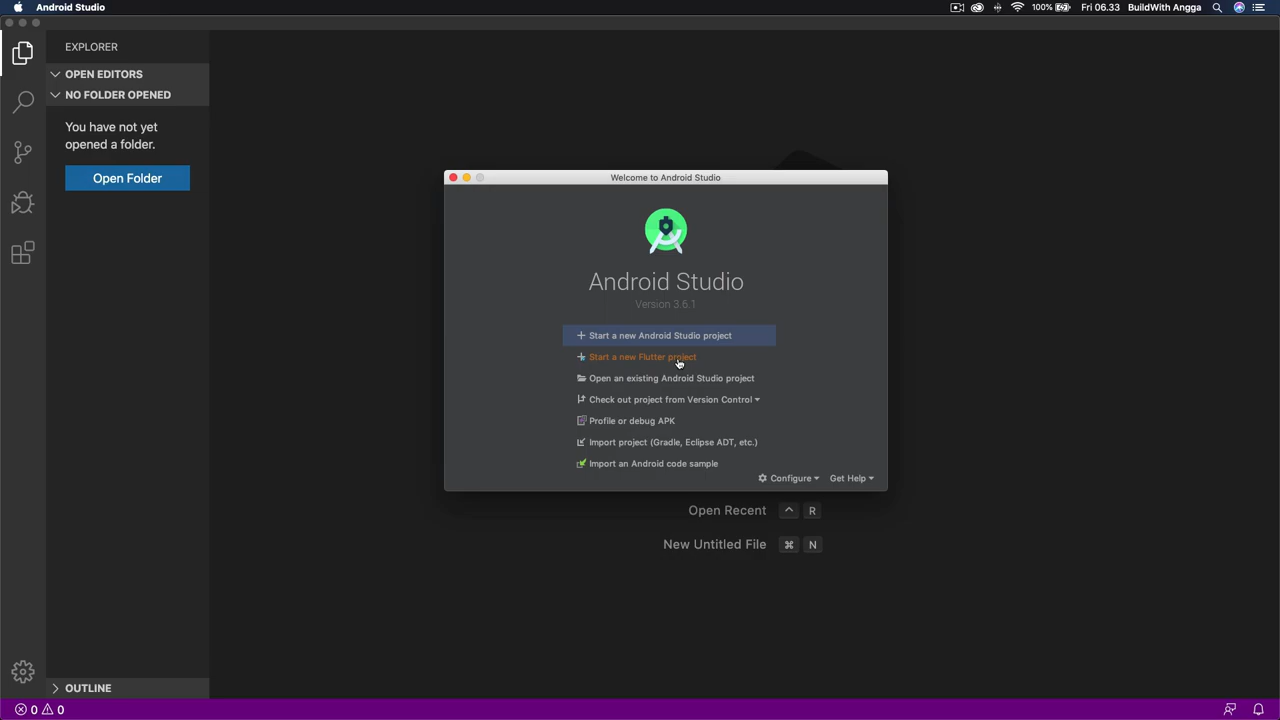 Android Studio
100%
Fri 06.33
BuildWith Angga
EXPLORER
OPEN EDITORS
NO FOLDER OPENED
You have not yet
opened a folder.
Open Folder
Welcome to Android Studio
Android Studio
Version 3.6.1
Start a new Android Studio project
Start a new Flutter project
Open an existing Android Studio project
Check out project from Version Control
Profile or debug APK
Import project (Gradle, Eclipse ADT, etc.)
Import an Android code sample
Configure
Get Help
Open Recent ^ R
New Untitled File ⌘ N
OUTLINE
0 0